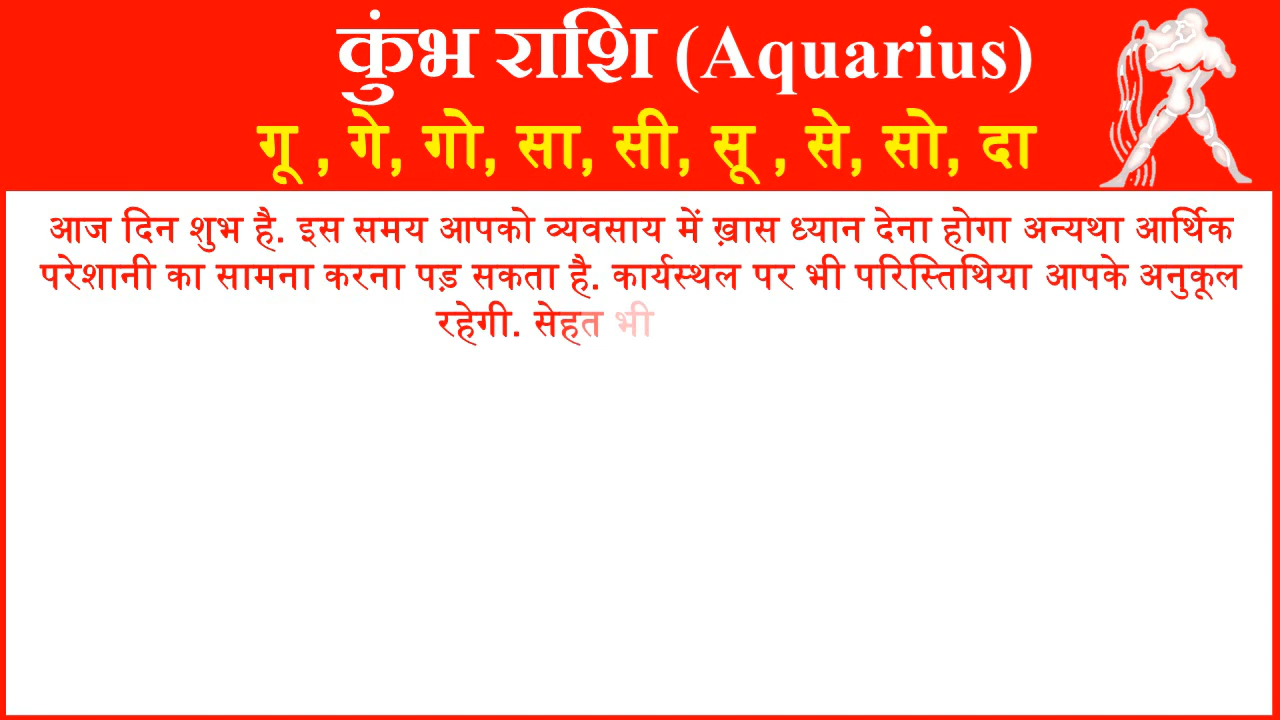 कुंभ राशि (Aquarius)
गू , गे, गो, सा, सी, सू , से, सो, दा
आज दिन शुभ है. इस समय आपको व्यवसाय में ख़ास ध्यान देना होगा अन्यथा आर्थिक
परेशानी का सामना करना पड़ सकता है. कार्यस्थल पर भी परिस्तिथिया आपके अनुकूल
रहेगी. सेहत भी